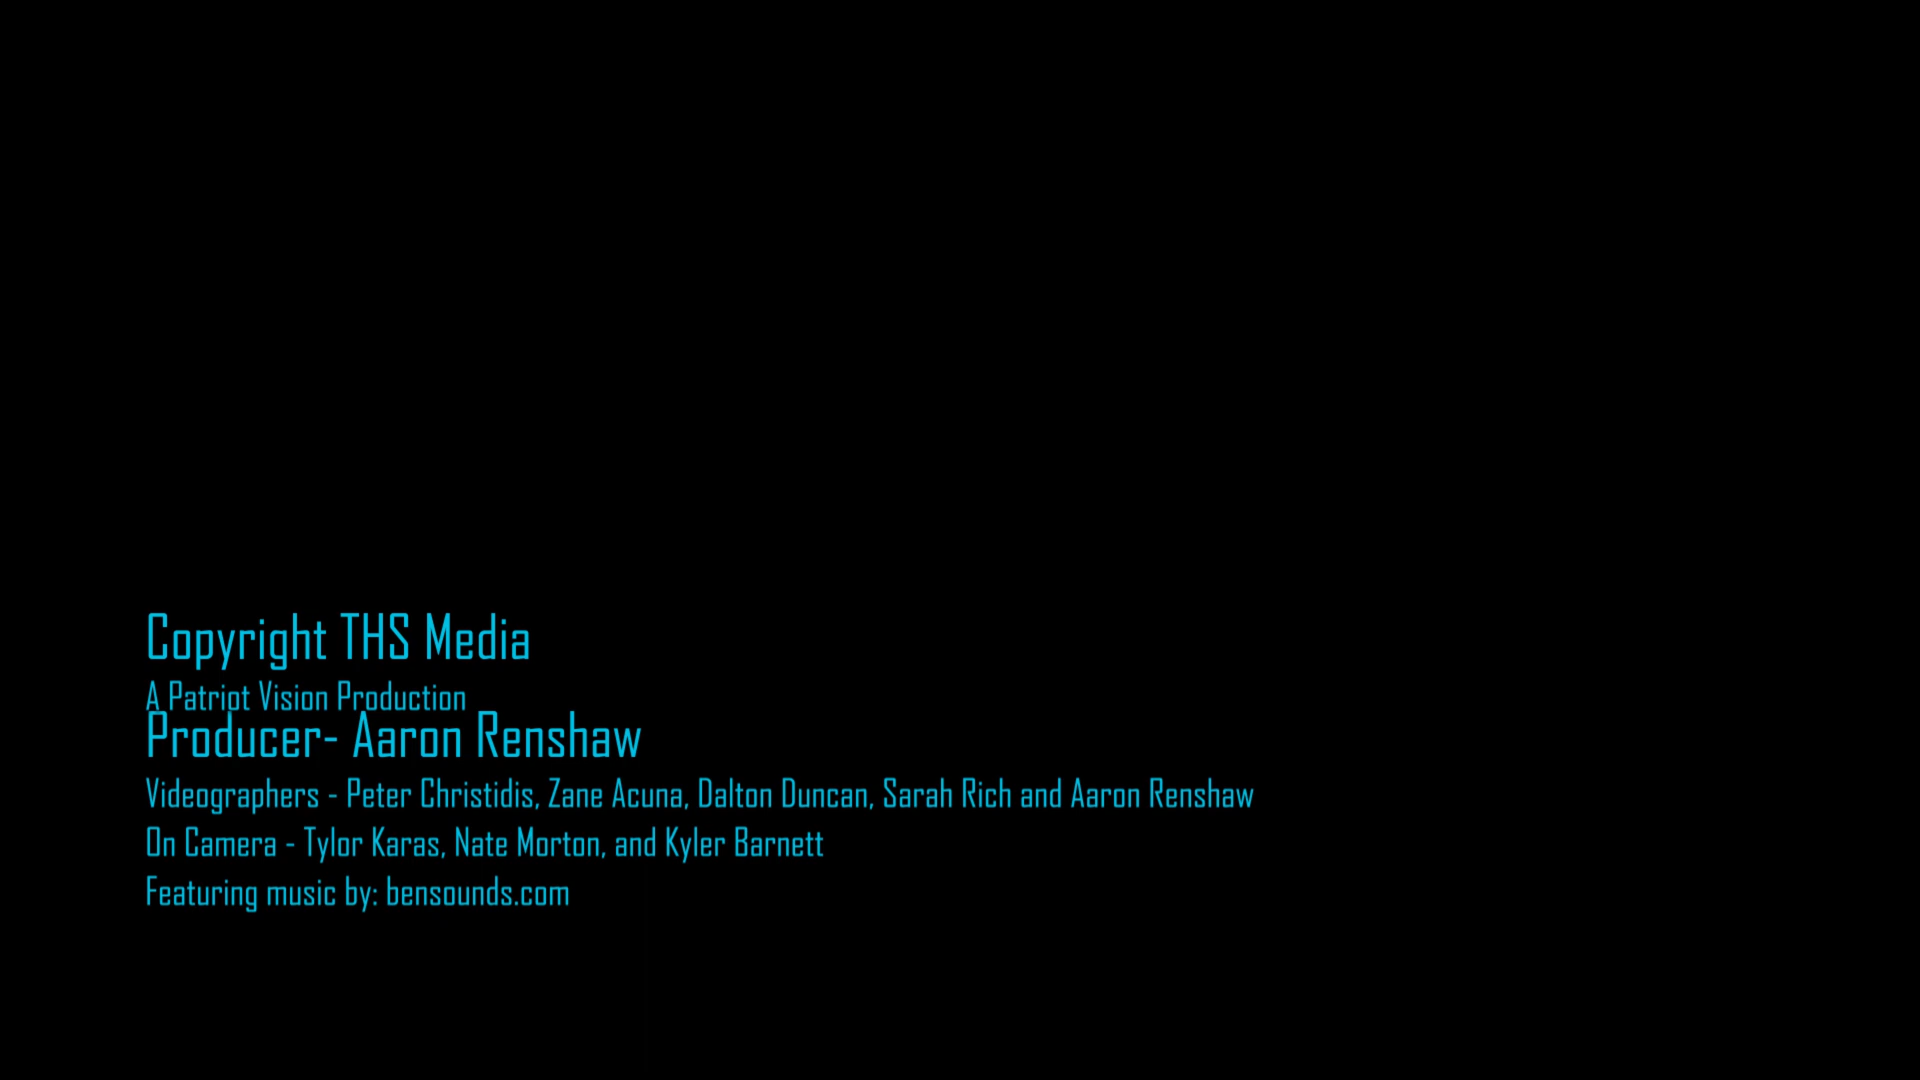 Copyright THS Media
A Patriot Vision Production
Producer- Aaron Renshaw
Videographers - Peter Christidis, Zane Acuna, Dalton Duncan, Sarah Rich and Aaron Renshaw
On Camera - Tylor Karas, Nate Morton, and Kyler Barnett
Featuring music by: bensounds.com